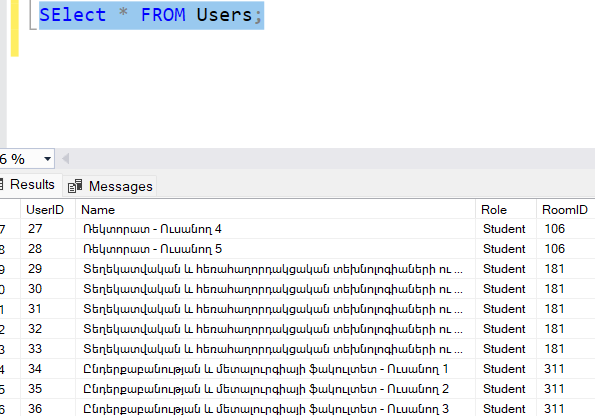 SElect * FROM Users;
6 %
Results Messages
UserID Name Role RoomID
7 27 Ռեկտորատ - Ուսանող 4 Student 106
8 28 Ռեկտորատ - Ուսանող 5 Student 106
9 29 Տեղեկատվական և հեռահաղորդակցական տեխնոլոգիաների ու ... Student 181
0 30 Տեղեկատվական և հեռահաղորդակցական տեխնոլոգիաների ու ... Student 181
1 31 Տեղեկատվական և հեռահաղորդակցական տեխնոլոգիաների ու ... Student 181
2 32 Տեղեկատվական և հեռահաղորդակցական տեխնոլոգիաների ու ... Student 181
3 33 Տեղեկատվական և հեռահաղորդակցական տեխնոլոգիաների ու ... Student 181
4 34 Ընդերքաբանության և մետալուրգիայի ֆակուլտետ - Ուսանող 1 Student 311
5 35 Ընդերքաբանության և մետալուրգիայի ֆակուլտետ - Ուսանող 2 Student 311
6 36 Ընդերքաբանության և մետալուրգիայի ֆակուլտետ - Ուսանող 3 Student 311